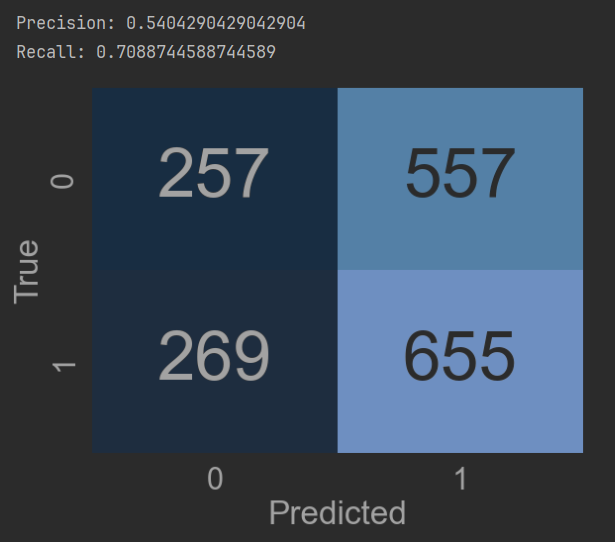 Precision: 0.5404290429042904
Recall: 0.7088744588744589
0
257 557
True
1
269 655
0 1
Predicted